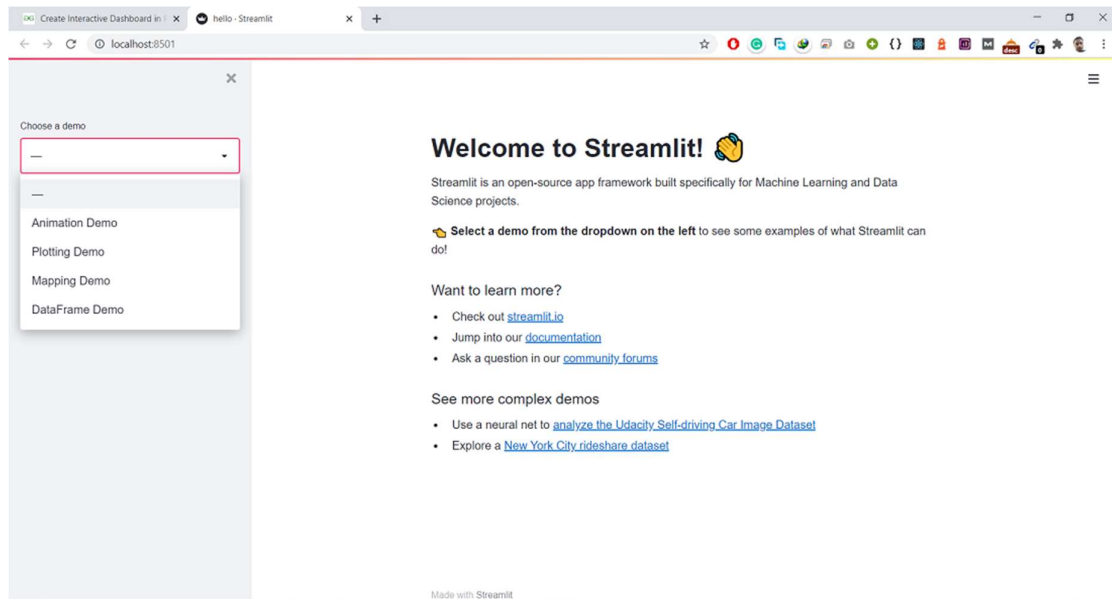 Create Interactive Dashboard in
hello · Streamlit
localhost:8501
desc
0
Choose a demo
—
—
Animation Demo
Plotting Demo
Mapping Demo
DataFrame Demo
Welcome to Streamlit! 👏
Streamlit is an open-source app framework built specifically for Machine Learning and Data
Science projects.
👈 Select a demo from the dropdown on the left to see some examples of what Streamlit can
do!
Want to learn more?
• Check out streamlit.io
• Jump into our documentation
• Ask a question in our community forums
See more complex demos
• Use a neural net to analyze the Udacity Self-driving Car Image Dataset
• Explore a New York City rideshare dataset
Made with Streamlit